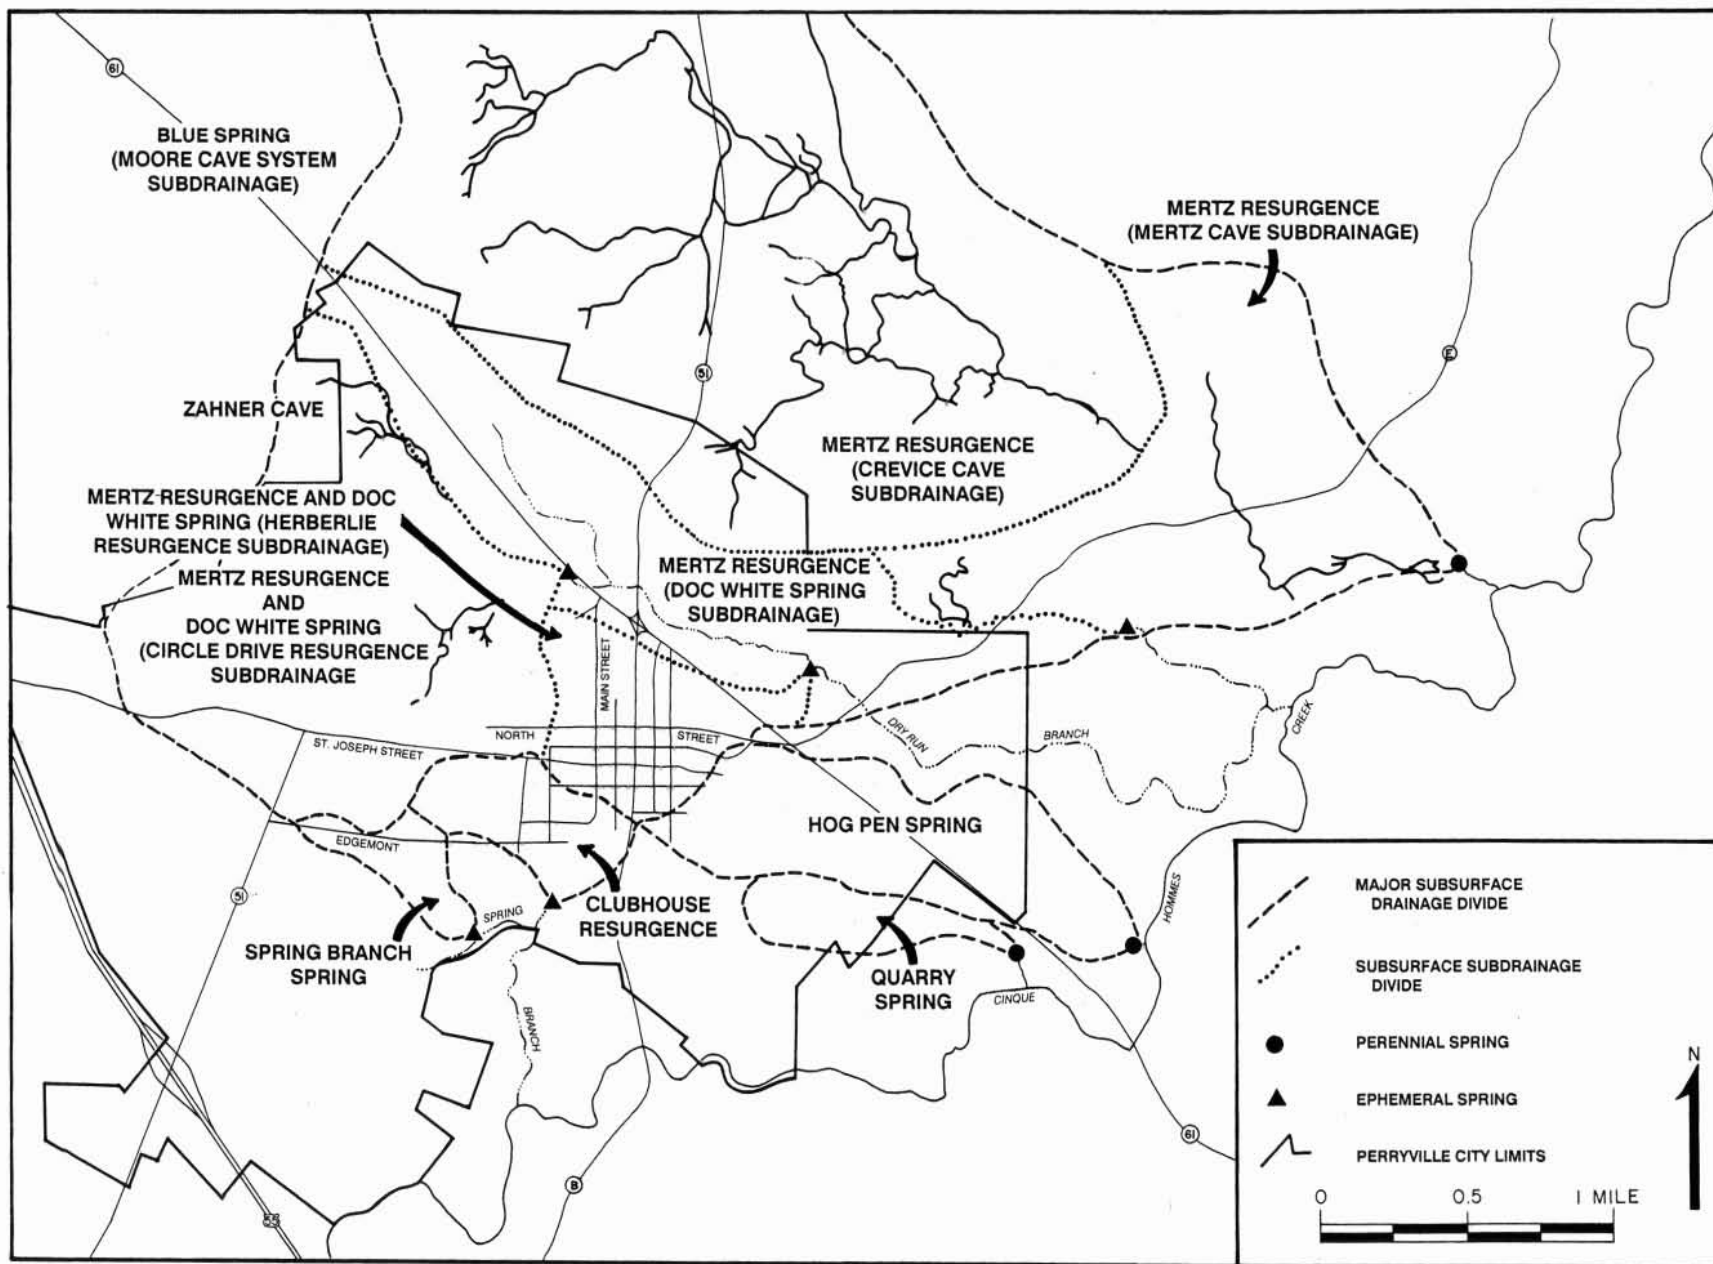 61
BLUE SPRING
(MOORE CAVE SYSTEM
SUBDRAINAGE)
MERTZ RESURGENCE
(MERTZ CAVE SUBDRAINAGE)
E
51
ZAHNER CAVE
MERTZ RESURGENCE
(CREVICE CAVE
SUBDRAINAGE)
MERTZ RESURGENCE AND DOC
WHITE SPRING (HERBERLIE
RESURGENCE SUBDRAINAGE)
MERTZ RESURGENCE
(DOC WHITE SPRING
SUBDRAINAGE)
MERTZ RESURGENCE
AND
DOC WHITE SPRING
(CIRCLE DRIVE RESURGENCE
SUBDRAINAGE
MAIN STREET
NORTH STREET
ST. JOSEPH STREET
DRY RUN BRANCH
CREEK
HOG PEN SPRING
EDGEMONT
51
SPRING
CLUBHOUSE
RESURGENCE
HOMMES
SPRING BRANCH
SPRING
QUARRY
SPRING
CINQUE
BRANCH
61
B
55
MAJOR SUBSURFACE
DRAINAGE DIVIDE
SUBSURFACE SUBDRAINAGE
DIVIDE
PERENNIAL SPRING
EPHEMERAL SPRING
PERRYVILLE CITY LIMITS
N
0 0.5 1 MILE